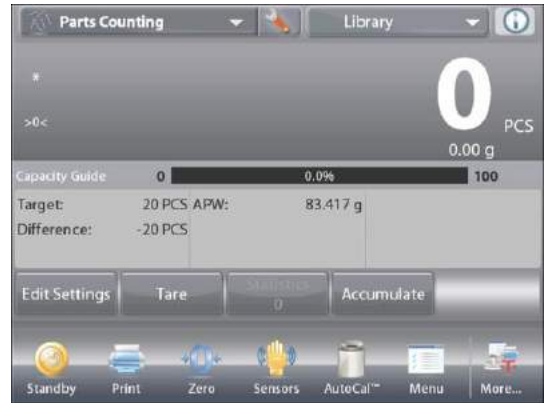 Parts Counting Library
*
>0<
0 PCS
0.00 g
Capacity Guide 0 0.0% 100
Target: 20 PCS APW: 83.417 g
Difference: -20 PCS
Edit Settings Tare Statistics 0 Accumulate
Standby Print Zero Sensors AutoCal™ Menu More...